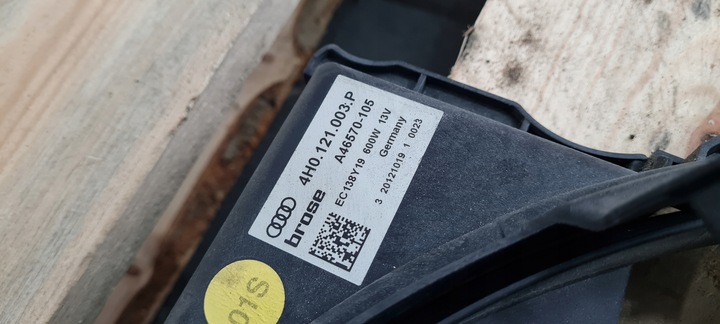 4H0.121.003.P
A46570-105
brose
EC138Y19 600W 13V
Germany
3 20121019 1 0023
01S